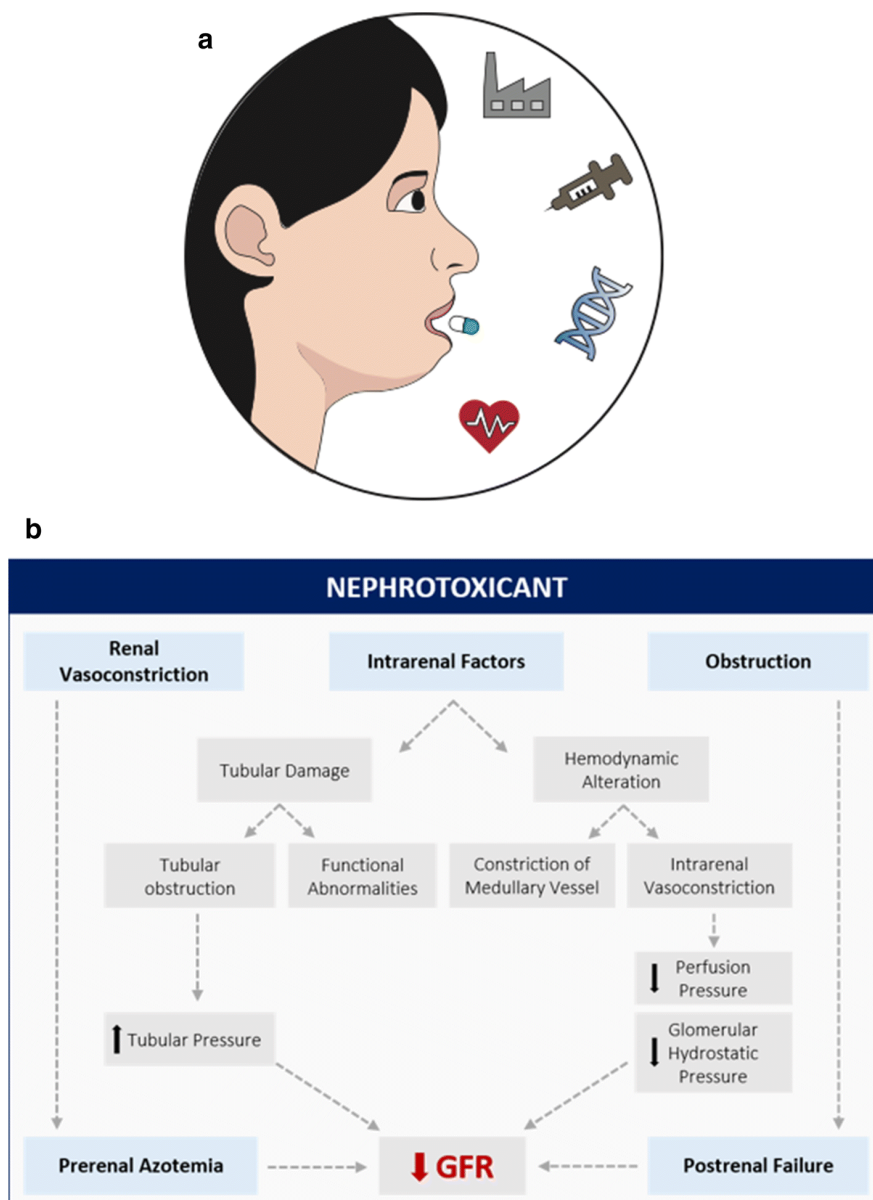 a
b
NEPHROTOXICANT
Renal
Vasoconstriction
Intrarenal Factors
Obstruction
Tubular Damage
Hemodynamic
Alteration
Tubular
obstruction
Functional
Abnormalities
Constriction of
Medullary Vessel
Intrarenal
Vasoconstriction
Perfusion
Pressure
Tubular Pressure
Glomerular
Hydrostatic
Pressure
Prerenal Azotemia
GFR
Postrenal Failure